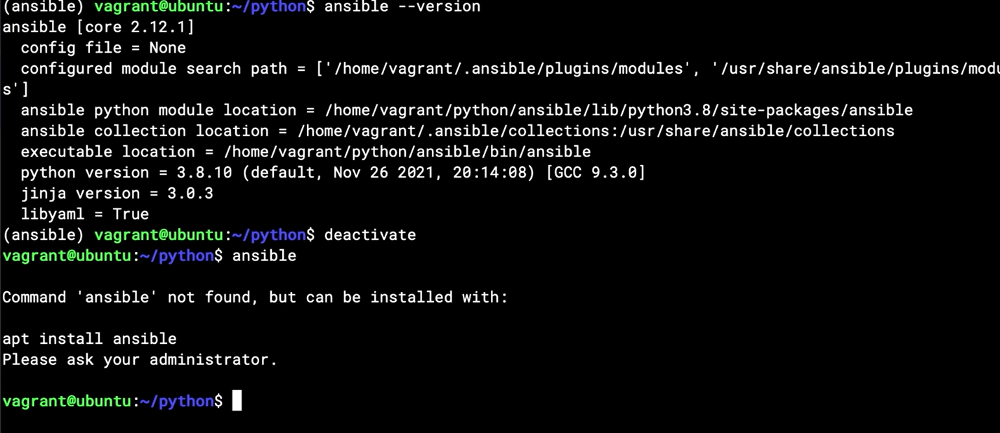 (ansible) vagrant@ubuntu:~/python$ ansible --version
ansible [core 2.12.1]
  config file = None
  configured module search path = ['/home/vagrant/.ansible/plugins/modules', '/usr/share/ansible/plugins/modu
s']
  ansible python module location = /home/vagrant/python/ansible/lib/python3.8/site-packages/ansible
  ansible collection location = /home/vagrant/.ansible/collections:/usr/share/ansible/collections
  executable location = /home/vagrant/python/ansible/bin/ansible
  python version = 3.8.10 (default, Nov 26 2021, 20:14:08) [GCC 9.3.0]
  jinja version = 3.0.3
  libyaml = True
(ansible) vagrant@ubuntu:~/python$ deactivate
vagrant@ubuntu:~/python$ ansible
Command 'ansible' not found, but can be installed with:
apt install ansible
Please ask your administrator.
vagrant@ubuntu:~/python$